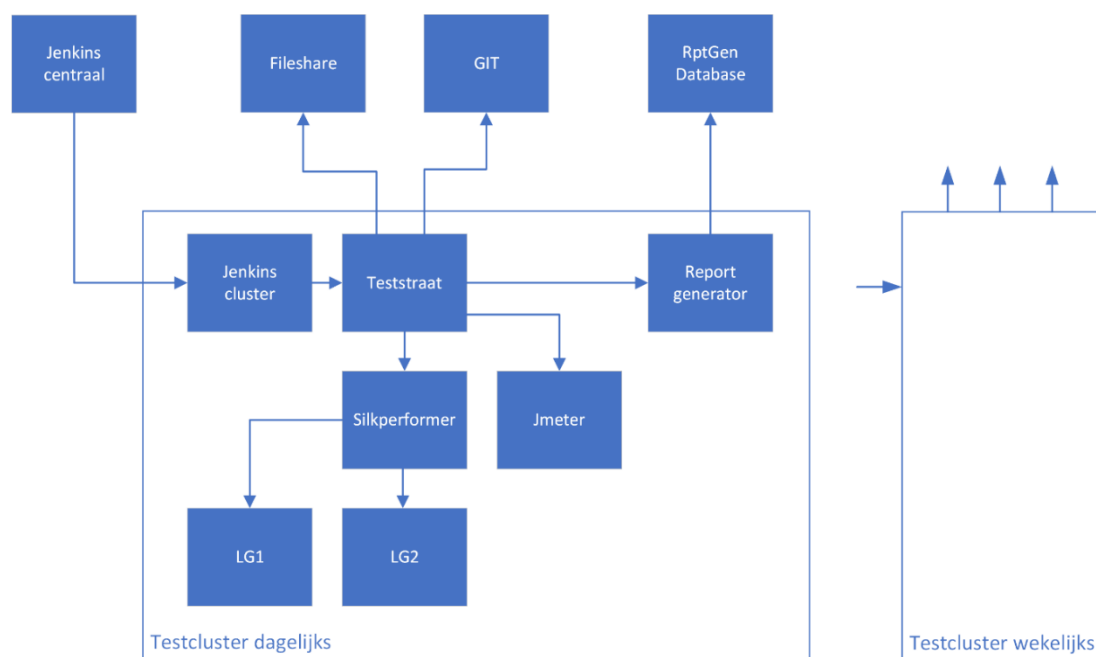 Jenkins
centraal
Fileshare
GIT
RptGen
Database
Jenkins
cluster
Teststraat
Report
generator
Silkperformer
Jmeter
LG1
LG2
Testcluster dagelijks
Testcluster wekelijks